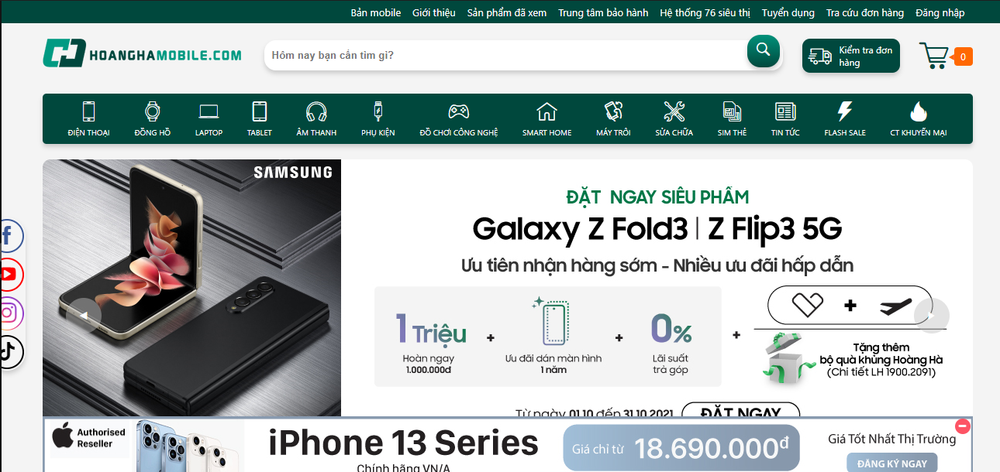 Bản mobile Giới thiệu Sản phẩm đã xem Trung tâm bảo hành Hệ thống 76 siêu thị Tuyển dụng Tra cứu đơn hàng Đăng nhập
HOANGHAMOBILE.COM
Hôm nay bạn cần tìm gì?
Kiểm tra đơn
hàng
0
ĐIỆN THOẠI ĐỒNG HỒ LAPTOP TABLET ÂM THANH PHỤ KIỆN ĐỒ CHƠI CÔNG NGHỆ SMART HOME MÁY TRÔI SỬA CHỮA SIM THẺ TIN TỨC FLASH SALE CT KHUYẾN MẠI
SAMSUNG
ĐẶT NGAY SIÊU PHẨM
Galaxy Z Fold3 | Z Flip3 5G
Ưu tiên nhận hàng sớm - Nhiều ưu đãi hấp dẫn
1 Triệu
Hoàn ngay
1.000.000đ
+
Ưu đãi dán màn hình
1 năm
+
0%
Lãi suất
trả góp
+
+
Tặng thêm
bộ quà khủng Hoàng Hà
(Chi tiết LH 1900.2091)
Từ ngày 01.10 đến 31.10.2021
ĐẶT NGAY
Authorised
Reseller
iPhone 13 Series
Chính hãng VN/A
Giá chỉ từ 18.690.000đ
Giá Tốt Nhất Thị Trường
ĐĂNG KÝ NGAY